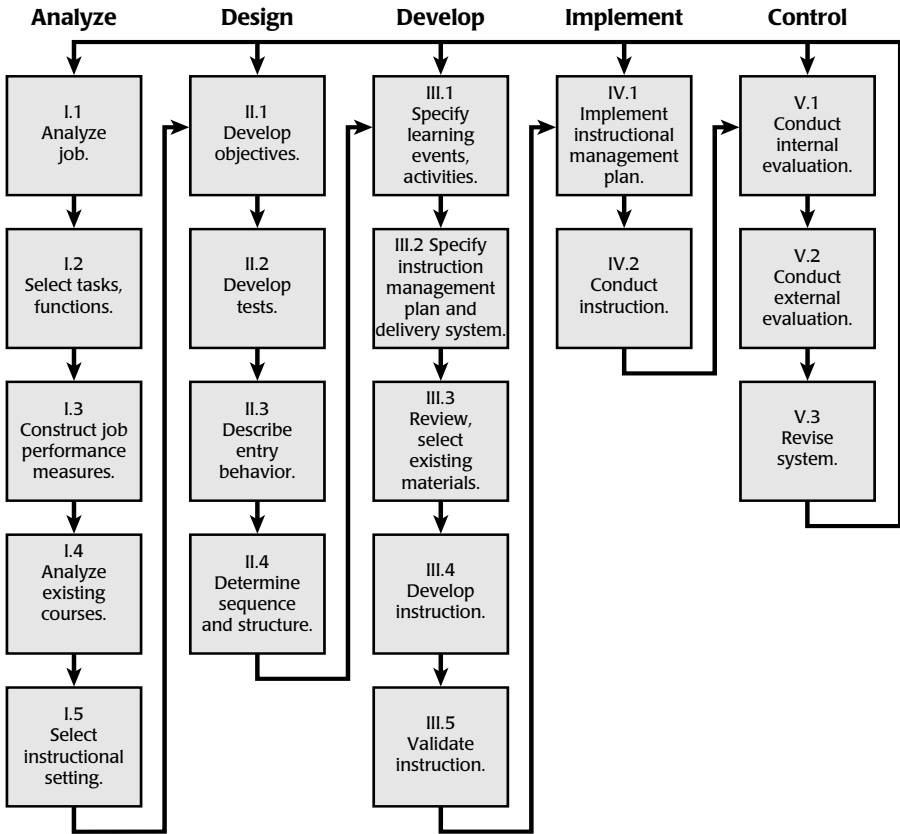 Analyze
Design
Develop
Implement
Control
I.1
Analyze
job.
I.2
Select tasks,
functions.
I.3
Construct job
performance
measures.
I.4
Analyze
existing
courses.
I.5
Select
instructional
setting.
II.1
Develop
objectives.
II.2
Develop
tests.
II.3
Describe
entry
behavior.
II.4
Determine
sequence
and structure.
III.1
Specify
learning
events,
activities.
III.2 Specify
instruction
management
plan and
delivery system.
III.3
Review,
select
existing
materials.
III.4
Develop
instruction.
III.5
Validate
instruction.
IV.1
Implement
instructional
management
plan.
IV.2
Conduct
instruction.
V.1
Conduct
internal
evaluation.
V.2
Conduct
external
evaluation.
V.3
Revise
system.